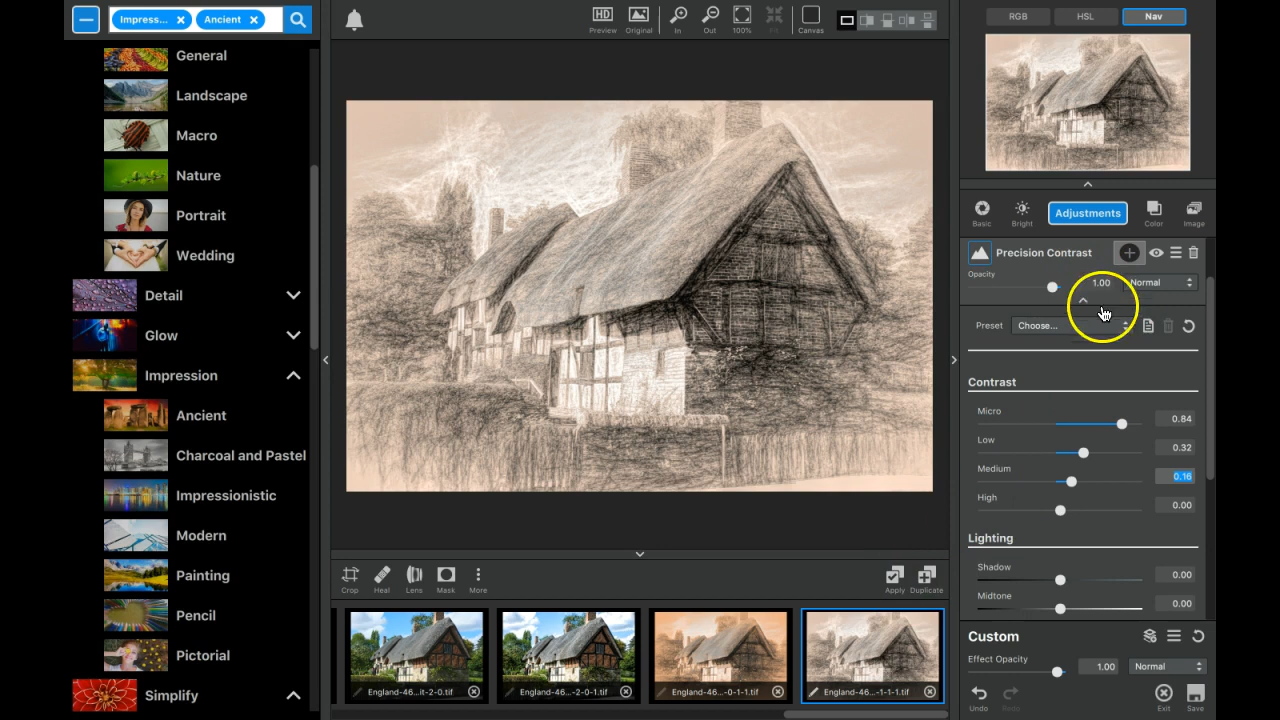 Impress...
Ancient
General
Landscape
Macro
Nature
Portrait
Wedding
Detail
Glow
Impression
Ancient
Charcoal and Pastel
Impressionistic
Modern
Painting
Pencil
Pictorial
Simplify
HD
Preview
Original
In
Out
100%
Canvas
Crop
Heal
Lens
Mask
More
Apply
Duplicate
England-46...it-2-0.tif
England-46...-2-0-1.tif
England-46...-0-1-1.tif
England-46...-1-1-1.tif
RGB
HSL
Nav
Basic
Bright
Adjustments
Color
Image
Precision Contrast
Opacity
1.00
Normal
Preset
Choose...
Contrast
Micro
0.84
Low
0.32
Medium
0.16
High
0.00
Lighting
Shadow
0.00
Midtone
0.00
Custom
Effect Opacity
1.00
Normal
Undo
Redo
Exit
Save